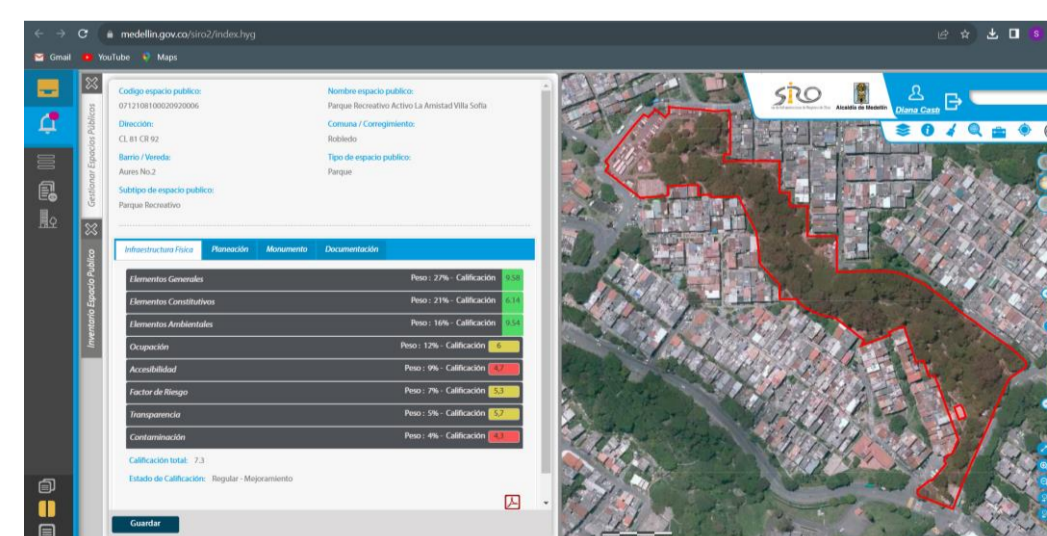 medellin.gov.co/siro2/index.hyg
Gmail YouTube Maps
Gestionar Espacios Públicos
Inventario Espacio Publico
Codigo espacio publico:
0712108100020920006
Nombre espacio publico:
Parque Recreativo Activo La Amistad Villa Sofia
Dirección:
CL 81 CR 92
Comuna / Corregimiento:
Robledo
Barrio / Vereda:
Aures No.2
Tipo de espacio publico:
Parque
Subtipo de espacio publico:
Parque Recreativo
Infraestructura Física Planeación Monumento Documentación
Elementos Generales Peso : 27% - Calificación 9.58
Elementos Constitutivos Peso : 21% - Calificación 6.14
Elementos Ambientales Peso : 16% - Calificación 9.54
Ocupación Peso : 12% - Calificación 6
Accesibilidad Peso : 9% - Calificación 4,7
Factor de Riesgo Peso : 7% - Calificación 5,3
Transparencia Peso : 5% - Calificación 5,7
Contaminación Peso : 4% - Calificación 4,3
Calificación total: 7.3
Estado de Calificación: Regular - Mejoramiento
Guardar
SIRO
Alcaldía de Medellín
Diana Case
S